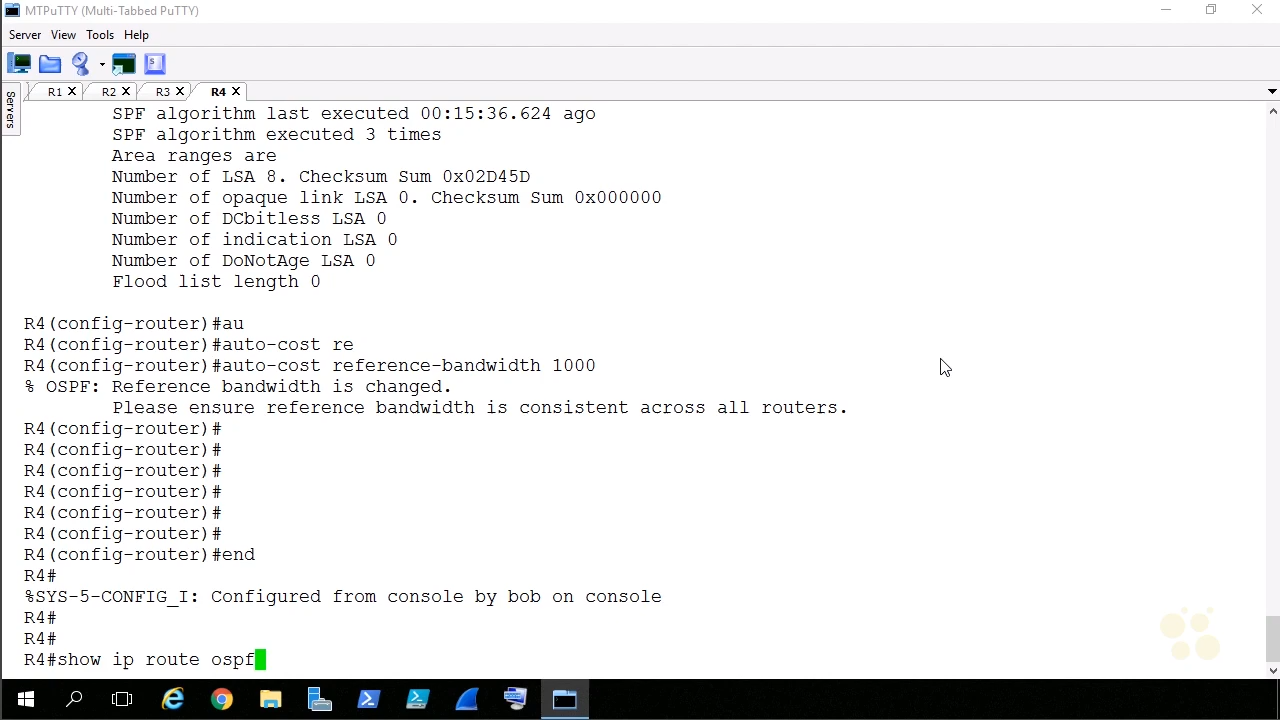 MTPuTTY (Multi-Tabbed PuTTY)
Server View Tools Help
Servers
R1 R2 R3 R4
SPF algorithm last executed 00:15:36.624 ago
SPF algorithm executed 3 times
Area ranges are
Number of LSA 8. Checksum Sum 0x02D45D
Number of opaque link LSA 0. Checksum Sum 0x000000
Number of DCbitless LSA 0
Number of indication LSA 0
Number of DoNotAge LSA 0
Flood list length 0
R4(config-router)#au
R4(config-router)#auto-cost re
R4(config-router)#auto-cost reference-bandwidth 1000
% OSPF: Reference bandwidth is changed.
Please ensure reference bandwidth is consistent across all routers.
R4(config-router)#
R4(config-router)#
R4(config-router)#
R4(config-router)#
R4(config-router)#
R4(config-router)#
R4(config-router)#end
R4#
%SYS-5-CONFIG_I: Configured from console by bob on console
R4#
R4#
R4#show ip route ospf